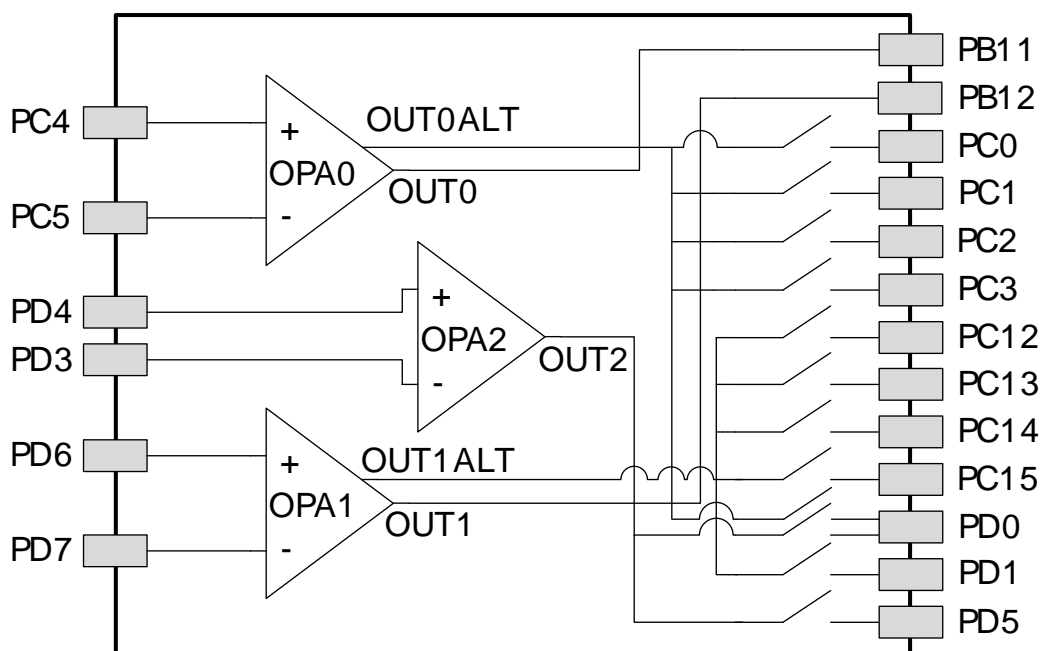 PB11
PB12
PC4
+
OUT0ALT
PC0
OPA0
OUT0
PC1
PC5
-
PC2
PD4
+
PC3
OPA2
OUT2
PC12
PD3
-
PC13
PC14
PD6
+
OUT1ALT
PC15
OPA1
OUT1
PD0
PD7
-
PD1
PD5